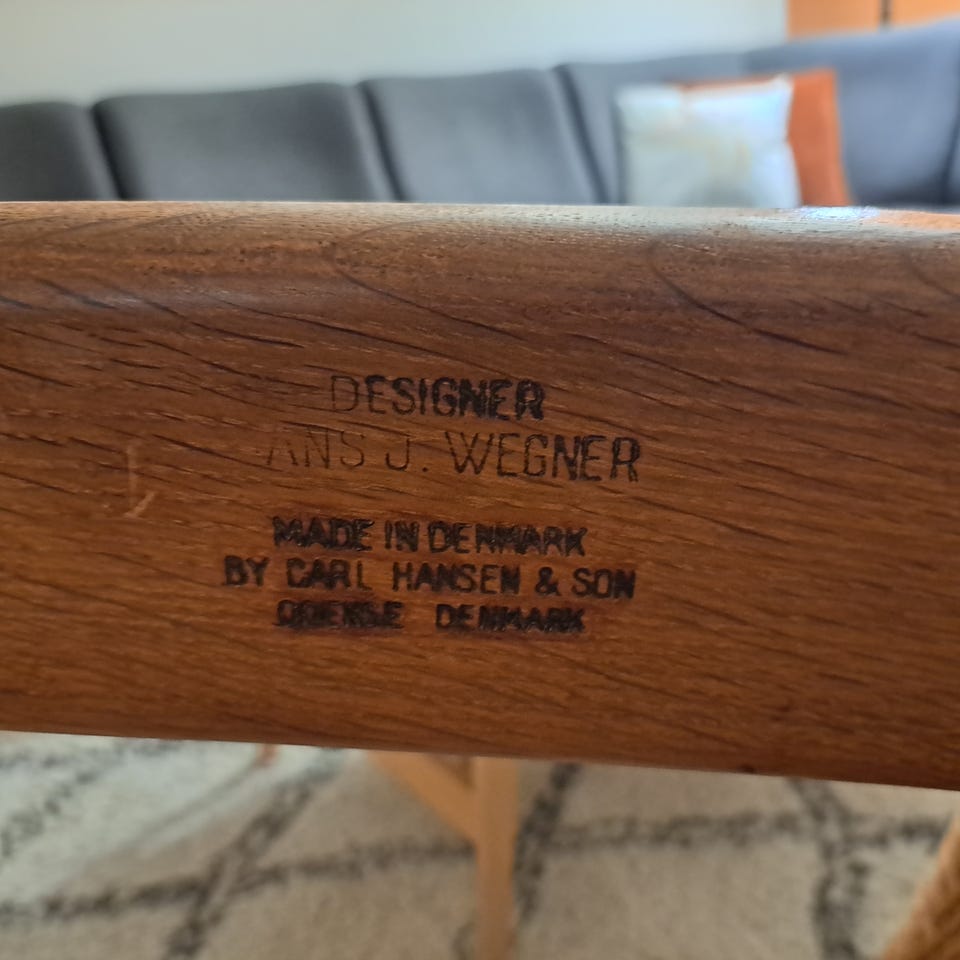 DESIGNER
ANS J. WEGNER
MADE IN DENMARK
BY CARL HANSEN & SON
ODENSE DENMARK